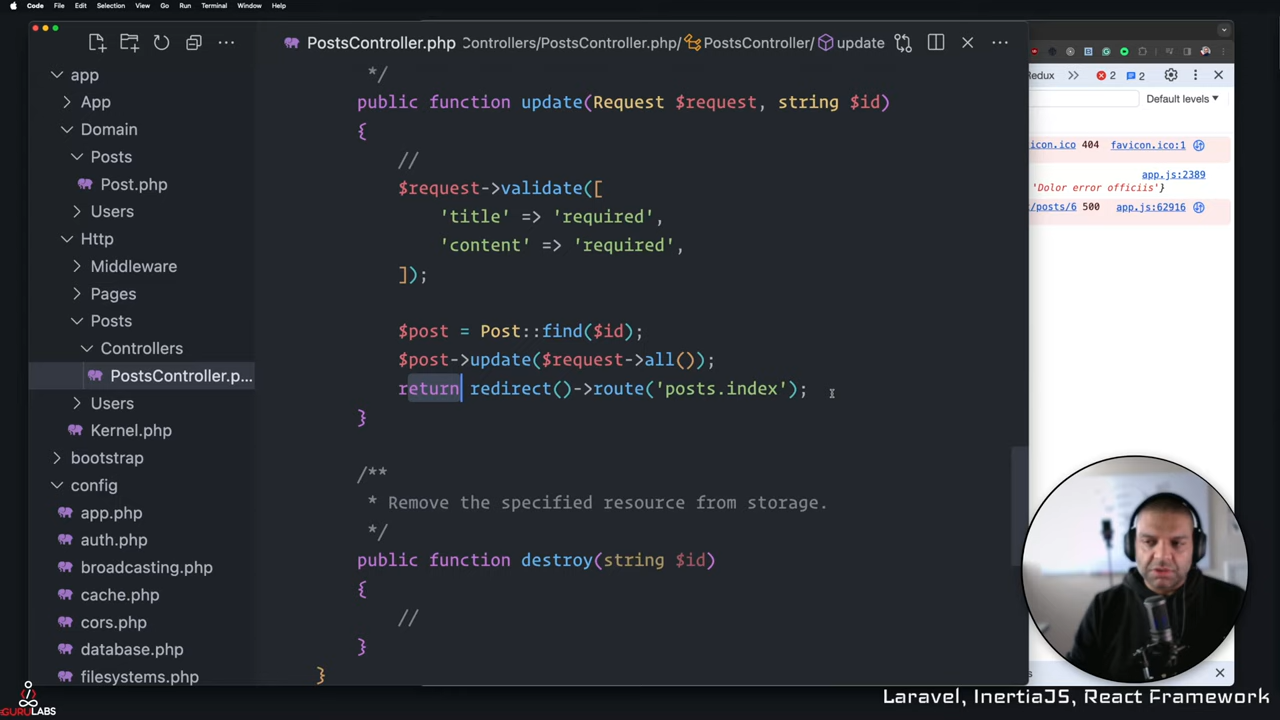 Code File Edit Selection View Go Run Terminal Window Help
PostsController.php Controllers/PostsController.php/ PostsController/ update
app
App
Domain
Posts
Post.php
Users
Http
Middleware
Pages
Posts
Controllers
PostsController.p...
Users
Kernel.php
bootstrap
config
app.php
auth.php
broadcasting.php
cache.php
cors.php
database.php
filesystems.php
*/
public function update(Request $request, string $id)
{
//
$request->validate([
'title' => 'required',
'content' => 'required',
]);
$post = Post::find($id);
$post->update($request->all());
return redirect()->route('posts.index');
}
/**
* Remove the specified resource from storage.
*/
public function destroy(string $id)
{
//
}
}
Redux 2 2
Default levels
icon.ico 404 favicon.ico:1
app.js:2389
'Dolor error officiis'}
/posts/6 500 app.js:62916
GURULABS
Laravel, InertiaJS, React Framework